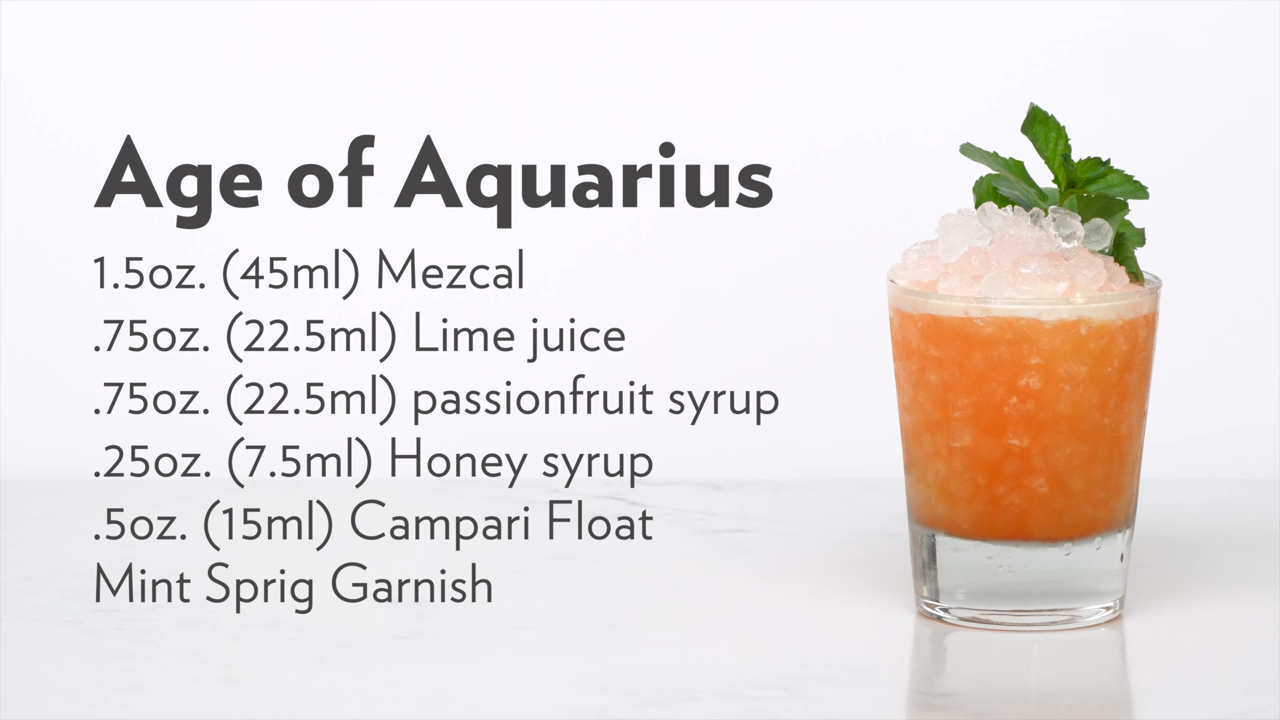 Age of Aquarius
1.5oz. (45ml) Mezcal
.75oz. (22.5ml) Lime juice
.75oz. (22.5ml) passionfruit syrup
.25oz. (7.5ml) Honey syrup
.5oz. (15ml) Campari Float
Mint Sprig Garnish